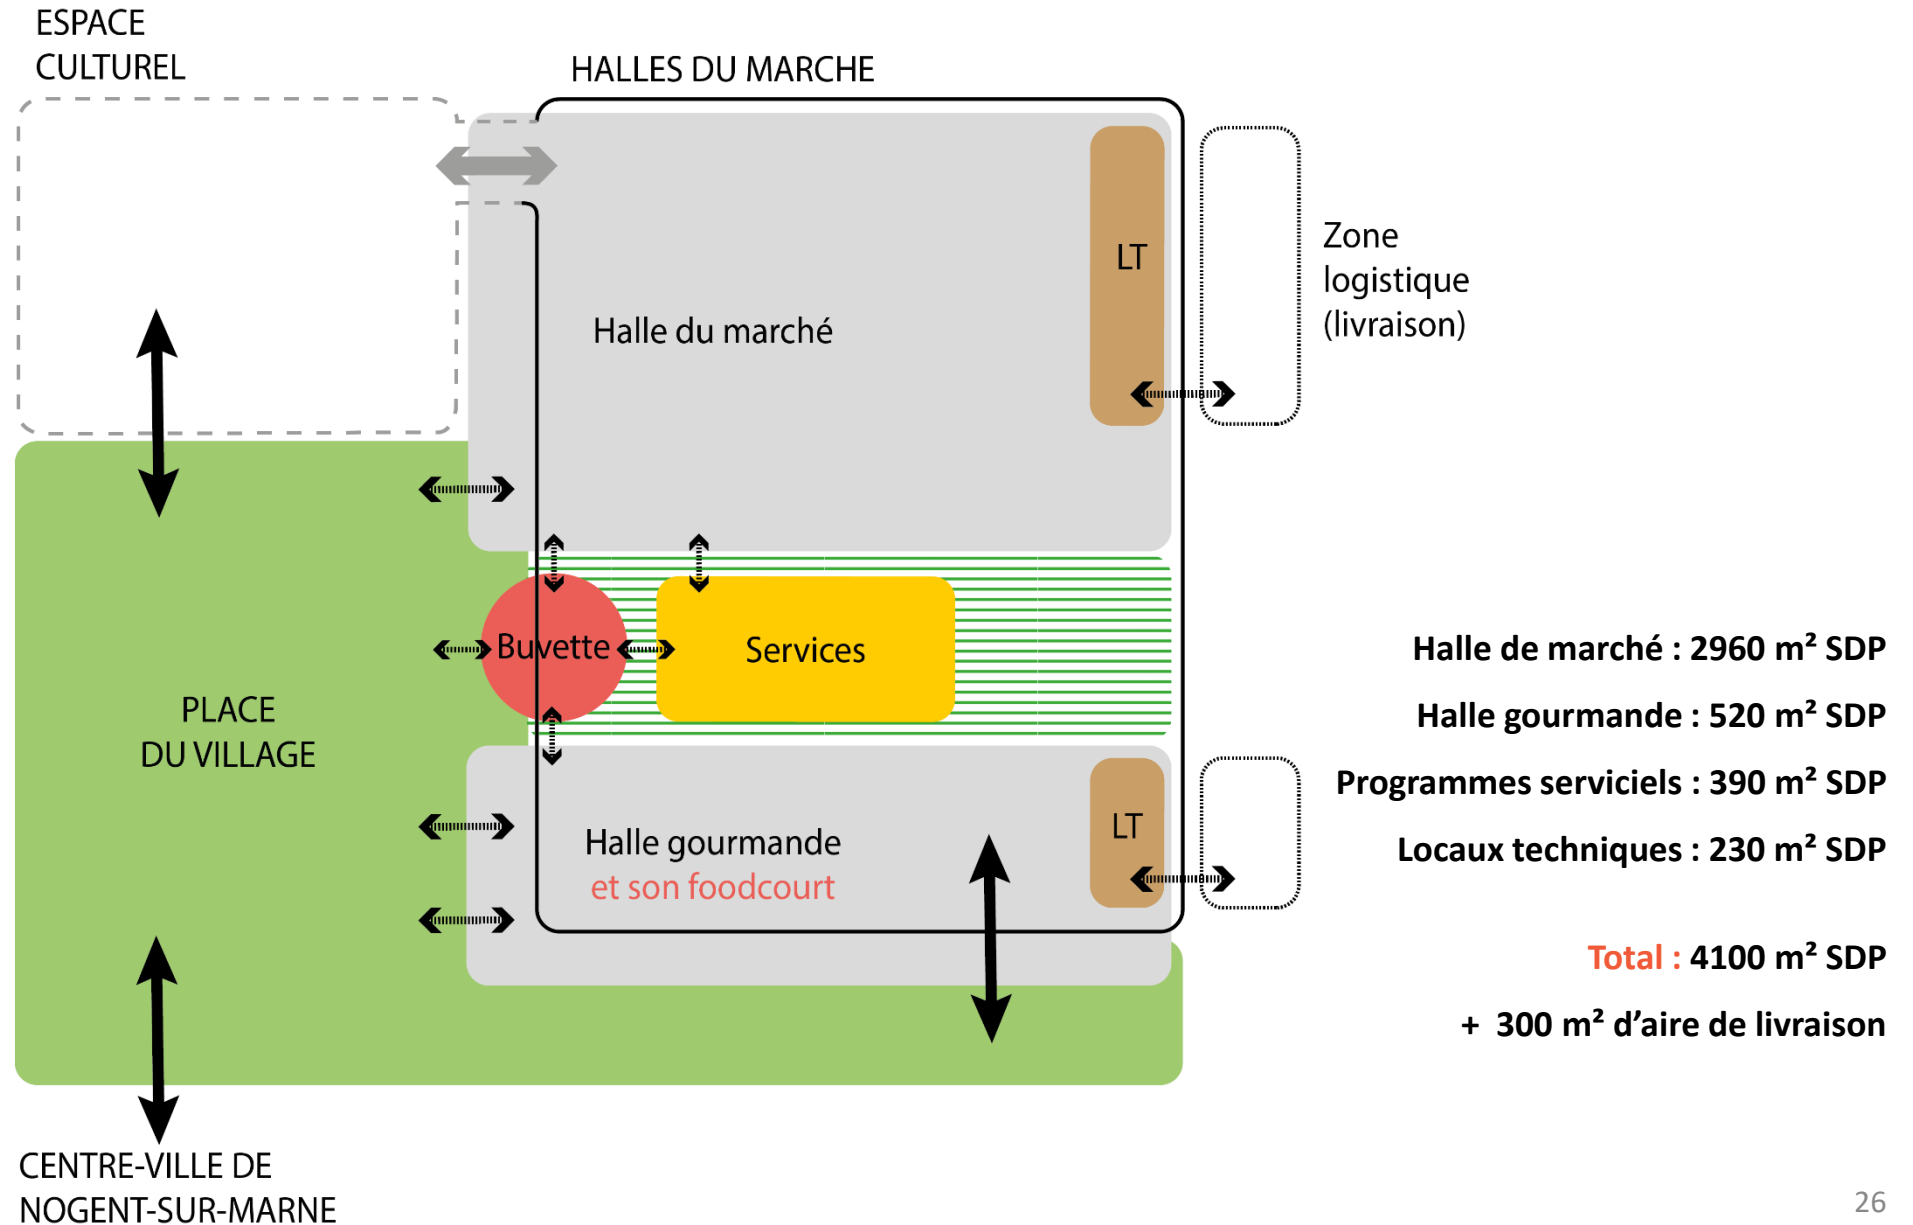 ESPACE
CULTUREL
HALLES DU MARCHE
LT
Zone
logistique
(livraison)
Halle du marché
Buvette
Services
PLACE
DU VILLAGE
Halle gourmande
et son foodcourt
LT
Halle de marché : 2960 m² SDP
Halle gourmande : 520 m² SDP
Programmes serviciels : 390 m² SDP
Locaux techniques : 230 m² SDP
Total : 4100 m² SDP
+ 300 m² d’aire de livraison
CENTRE-VILLE DE
NOGENT-SUR-MARNE
26